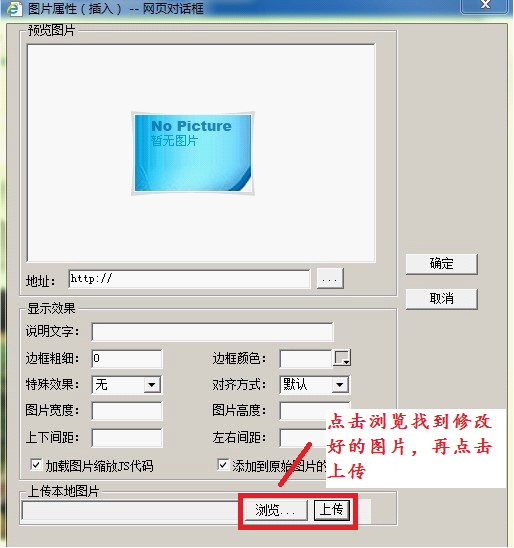 图片属性（插入） -- 网页对话框
预览图片
No Picture
暂无图片
地址： http:// ...
确定
取消
显示效果
说明文字：
边框粗细： 0 边框颜色：
特殊效果： 无 对齐方式： 默认
图片宽度： 图片高度：
上下间距： 左右间距：
加载图片缩放JS代码 添加到原始图片的
点击浏览找到修改
好的图片，再点击
上传
上传本地图片
浏览... 上传